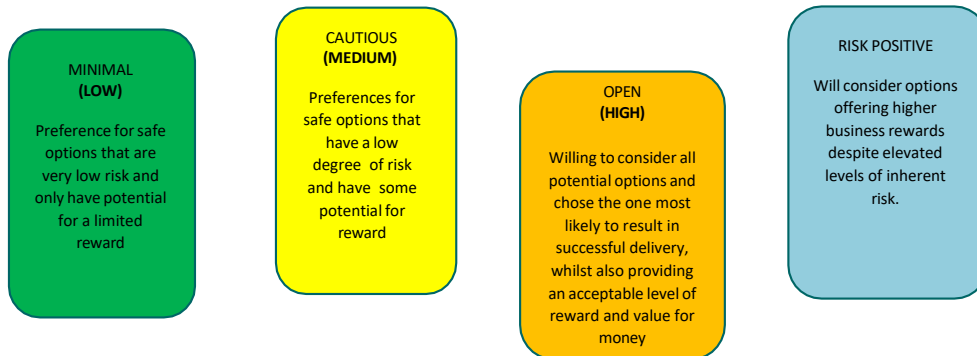 MINIMAL
(LOW)
Preference for safe
options that are
very low risk and
only have potential
for a limited
reward
CAUTIOUS
(MEDIUM)
Preferences for
safe options that
have a low
degree of risk
and have some
potential for
reward
OPEN
(HIGH)
Willing to consider all
potential options and
chose the one most
likely to result in
successful delivery,
whilst also providing
an acceptable level of
reward and value for
money
RISK POSITIVE
Will consider options
offering higher
business rewards
despite elevated
levels of inherent
risk.